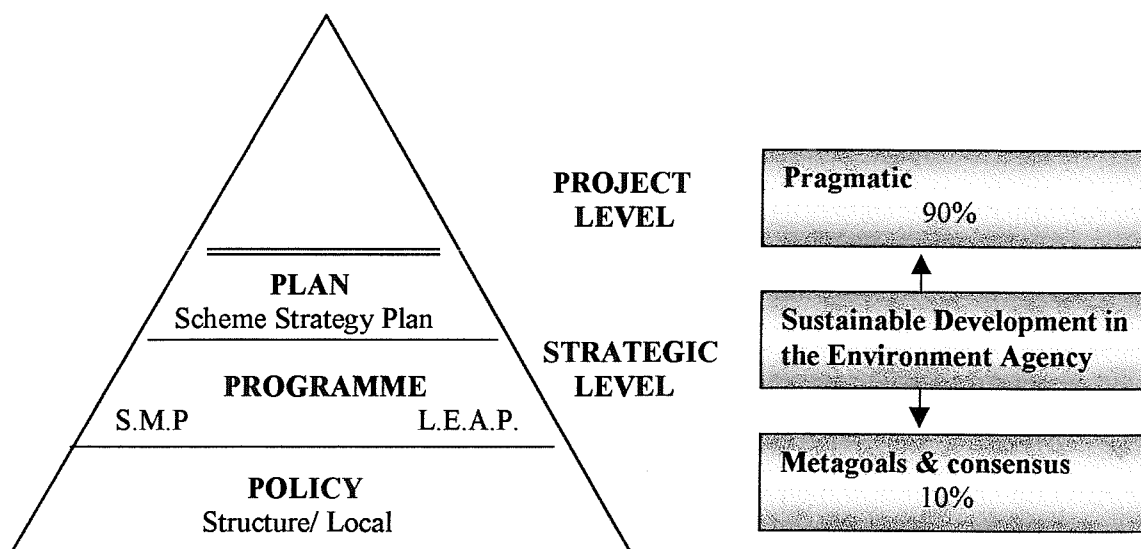 PROJECT
LEVEL
PLAN
Scheme Strategy Plan
PROGRAMME
S.M.P L.E.A.P.
POLICY
Structure/ Local
STRATEGIC
LEVEL
Pragmatic
90%
Sustainable Development in
the Environment Agency
Metagoals & consensus
10%